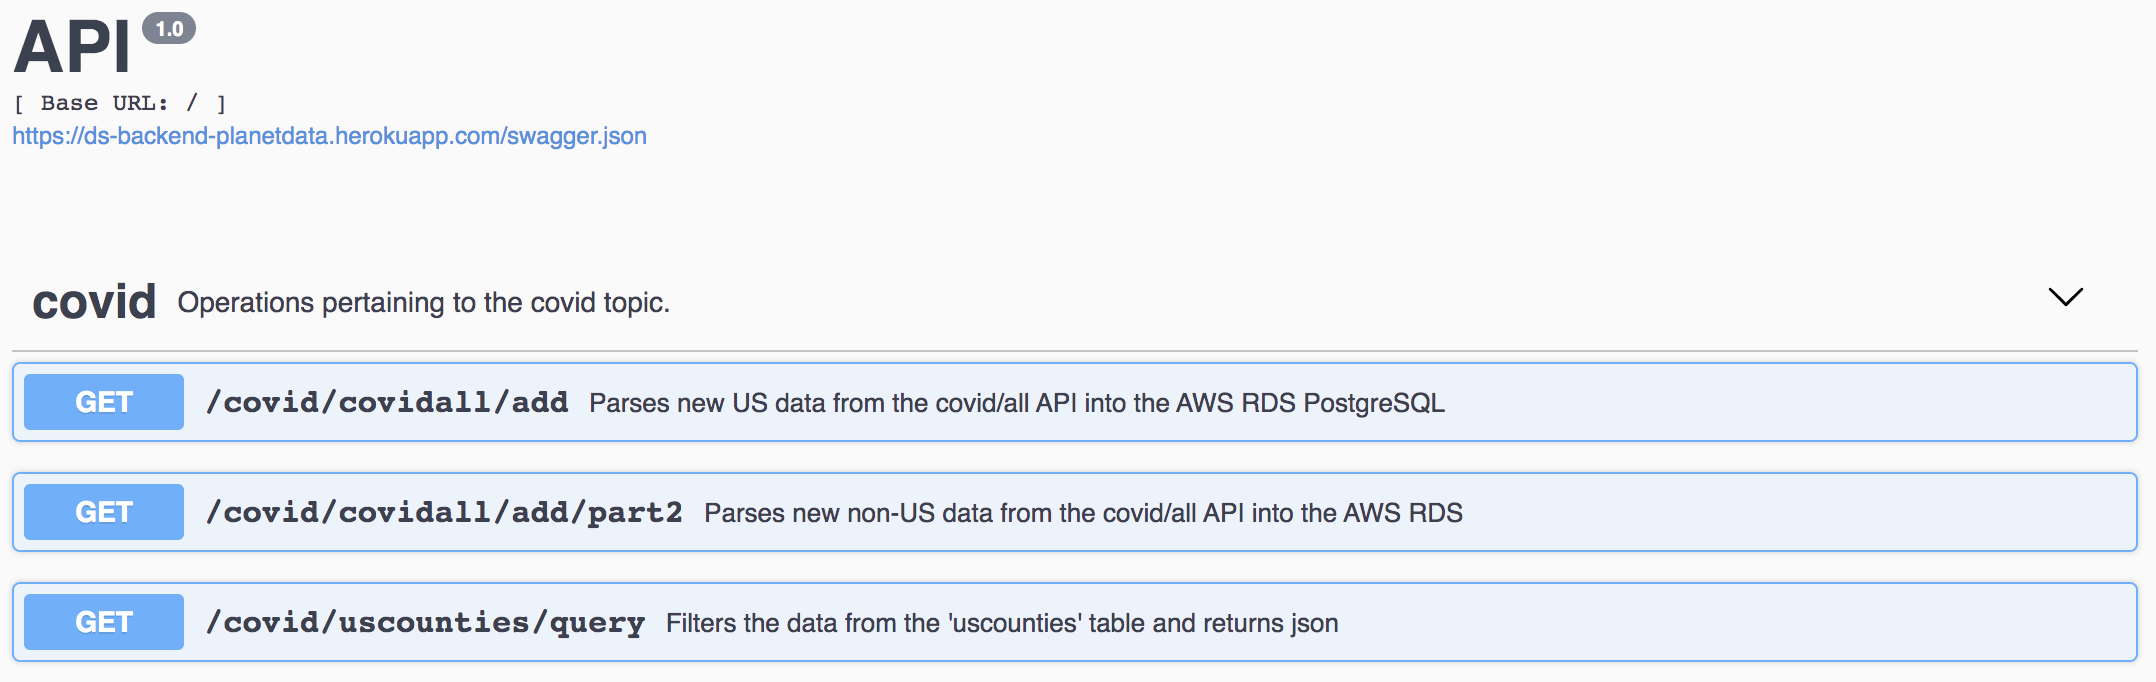 API 1.0
[ Base URL: / ]
https://ds-backend-planetdata.herokuapp.com/swagger.json
covid Operations pertaining to the covid topic.
GET /covid/covidall/add Parses new US data from the covid/all API into the AWS RDS PostgreSQL
GET /covid/covidall/add/part2 Parses new non-US data from the covid/all API into the AWS RDS
GET /covid/uscounties/query Filters the data from the 'uscounties' table and returns json